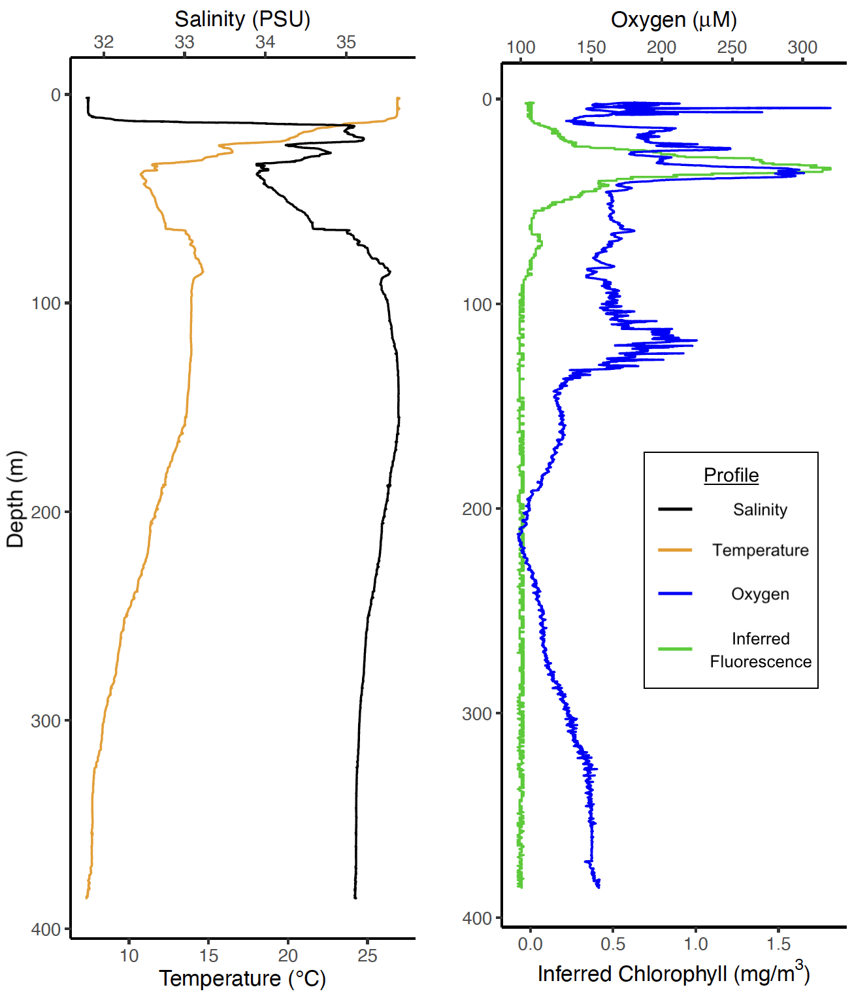 Salinity (PSU)
32 33 34 35
0
100
200
300
400
Depth (m)
10 15 20 25
Temperature (°C)
Oxygen (μM)
100 150 200 250 300
0
100
200
300
400
Profile
Salinity
Temperature
Oxygen
Inferred
Fluorescence
0.0 0.5 1.0 1.5
Inferred Chlorophyll (mg/m³)